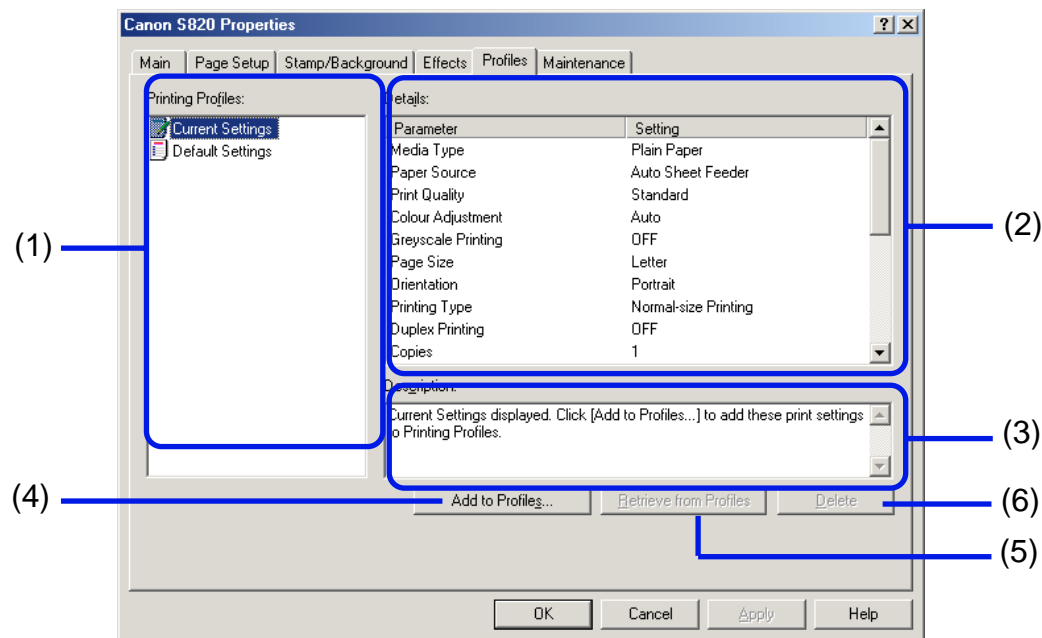 Canon S820 Properties
Main Page Setup Stamp/Background Effects Profiles Maintenance
Printing Profiles:
Current Settings
Default Settings
Details:
Parameter Setting
Media Type Plain Paper
Paper Source Auto Sheet Feeder
Print Quality Standard
Colour Adjustment Auto
Greyscale Printing OFF
Page Size Letter
Orientation Portrait
Printing Type Normal-size Printing
Duplex Printing OFF
Copies 1
Description:
Current Settings displayed. Click [Add to Profiles...] to add these print settings
to Printing Profiles.
Add to Profiles... Retrieve from Profiles Delete
OK Cancel Apply Help
(1)
(2)
(3)
(4)
(6)
(5)